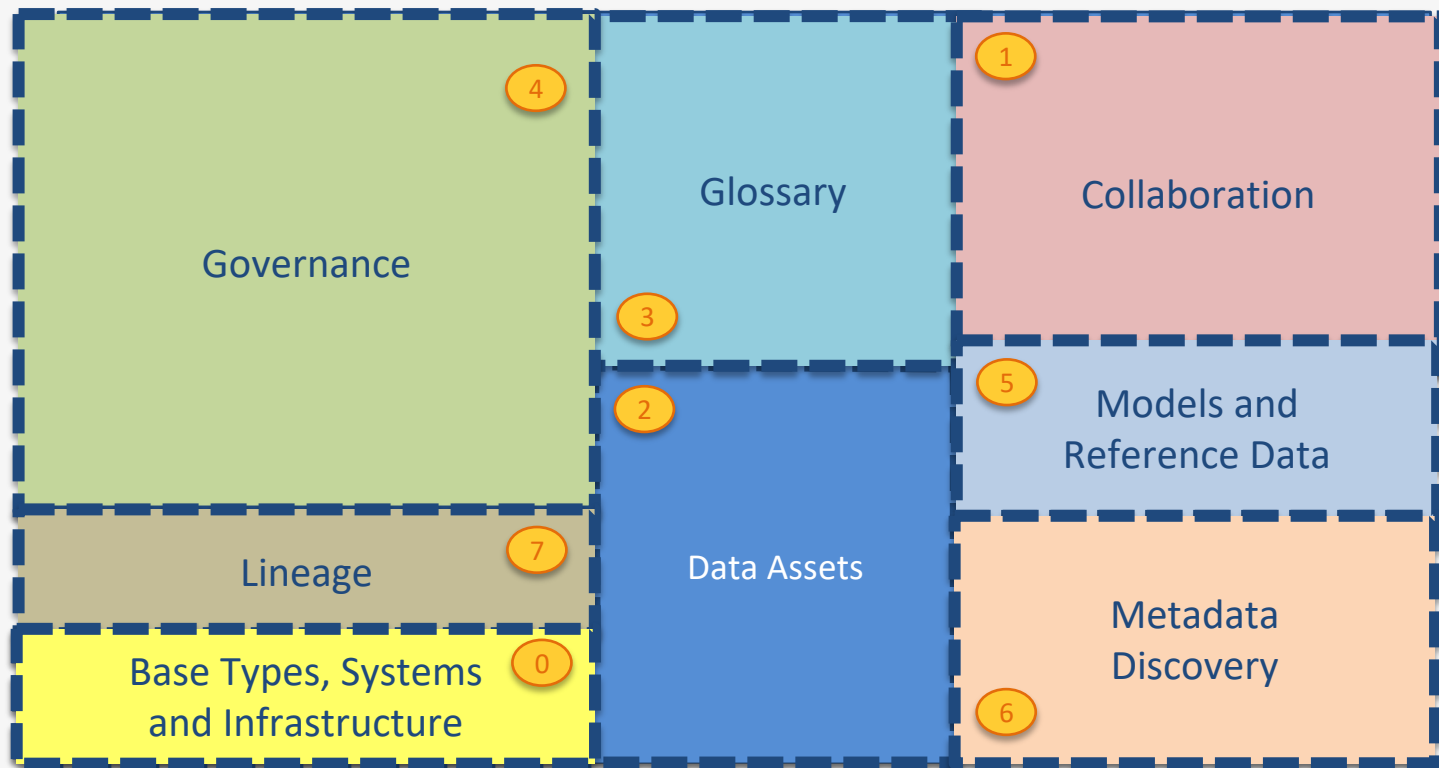 4
Governance
Glossary
3
1
Collaboration
5
Models and
Reference Data
2
Data Assets
7
Lineage
0
Base Types, Systems
and Infrastructure
Metadata
Discovery
6